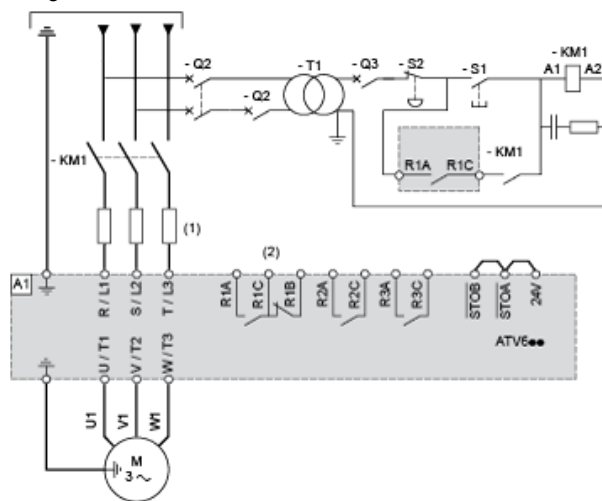 - Q2
- T1
- Q3
- S2
- S1
- KM1
A1
A2
- Q2
- KM1
R1A
R1C
- KM1
(1)
(2)
A1
R / L1
S / L2
T / L3
R1A
R1C
R1B
R2A
R2C
R3A
R3C
STOB
STOA
24V
ATV6●●
U / T1
V / T2
W / T3
U1
V1
W1
M
3 ~